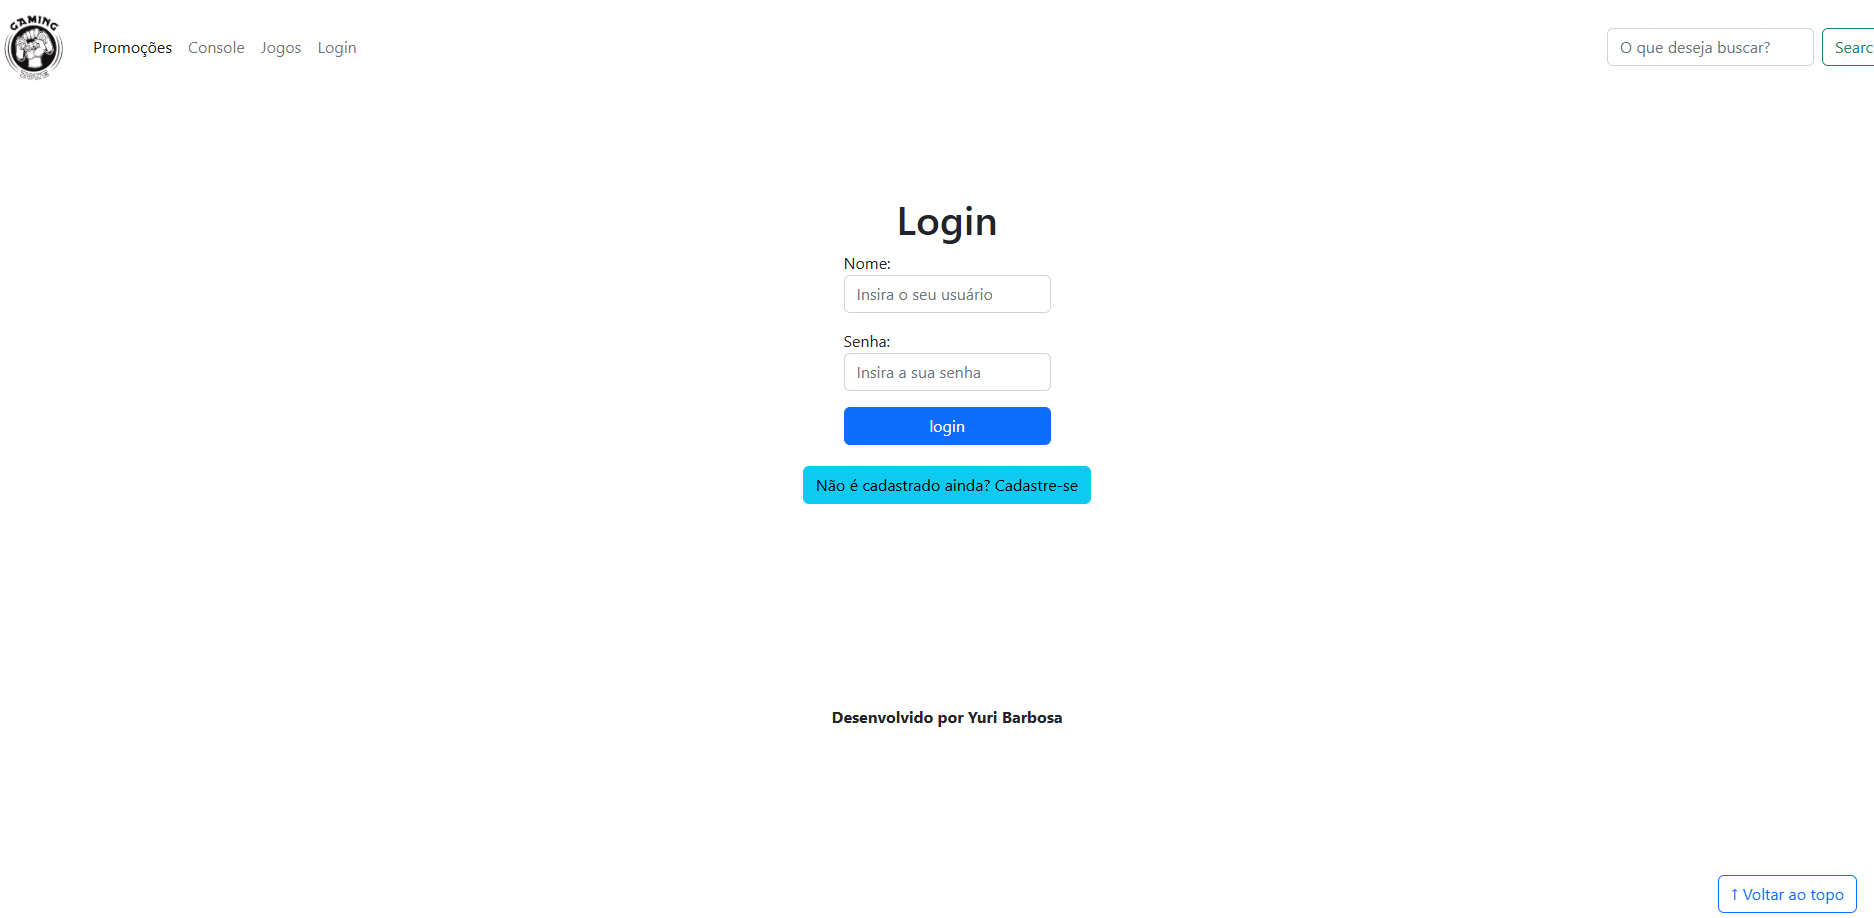 GAMING
ZONE
Promoções Console Jogos Login
O que deseja buscar? Searc
Login
Nome:
Insira o seu usuário
Senha:
Insira a sua senha
login
Não é cadastrado ainda? Cadastre-se
Desenvolvido por Yuri Barbosa
↑ Voltar ao topo